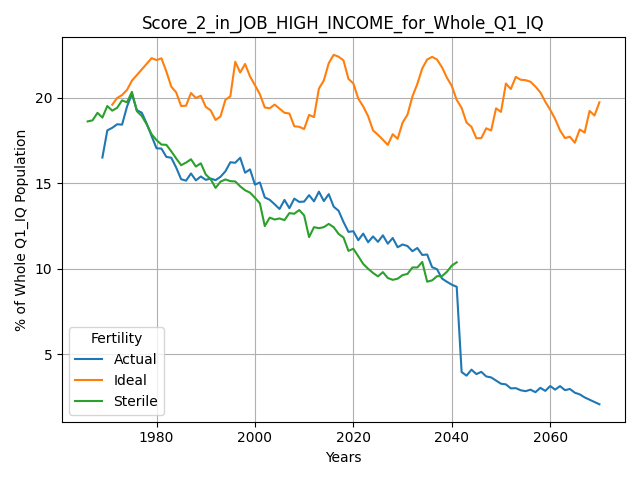 Score_2_in_JOB_HIGH_INCOME_for_Whole_Q1_IQ
% of Whole Q1_IQ Population
20
15
10
5
Fertility
Actual
Ideal
Sterile
1980 2000 2020 2040 2060
Years